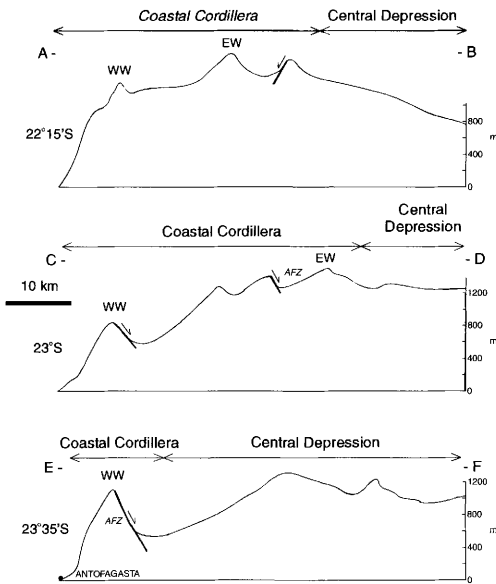 Coastal Cordillera Central Depression
A - - B
EW
WW
22°15'S
800
400
m
0
Central
Depression
Coastal Cordillera
C - - D
EW
AFZ
10 km
WW
1200
800
23°S
m
400
0
Coastal Cordillera Central Depression
E - - F
WW
1200
AFZ
800
23°35'S
m
400
ANTOFAGASTA
0